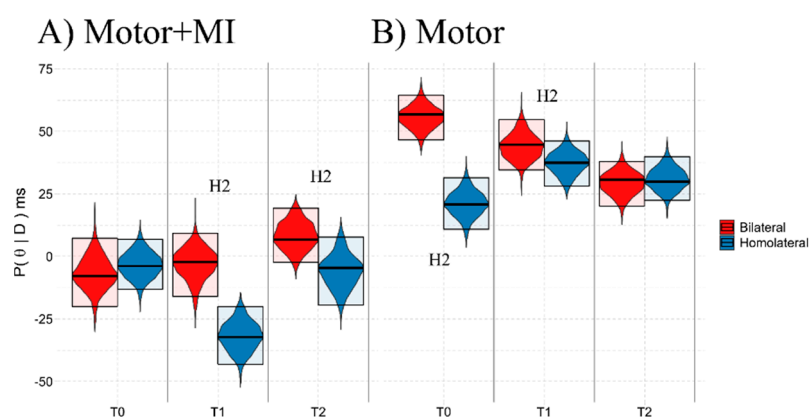 A) Motor+MI
B) Motor
75
50
25
0
-25
-50
P( θ | D ) ms
H2
H2
H2
H2
T0
T1
T2
T0
T1
T2
Bilateral
Homolateral